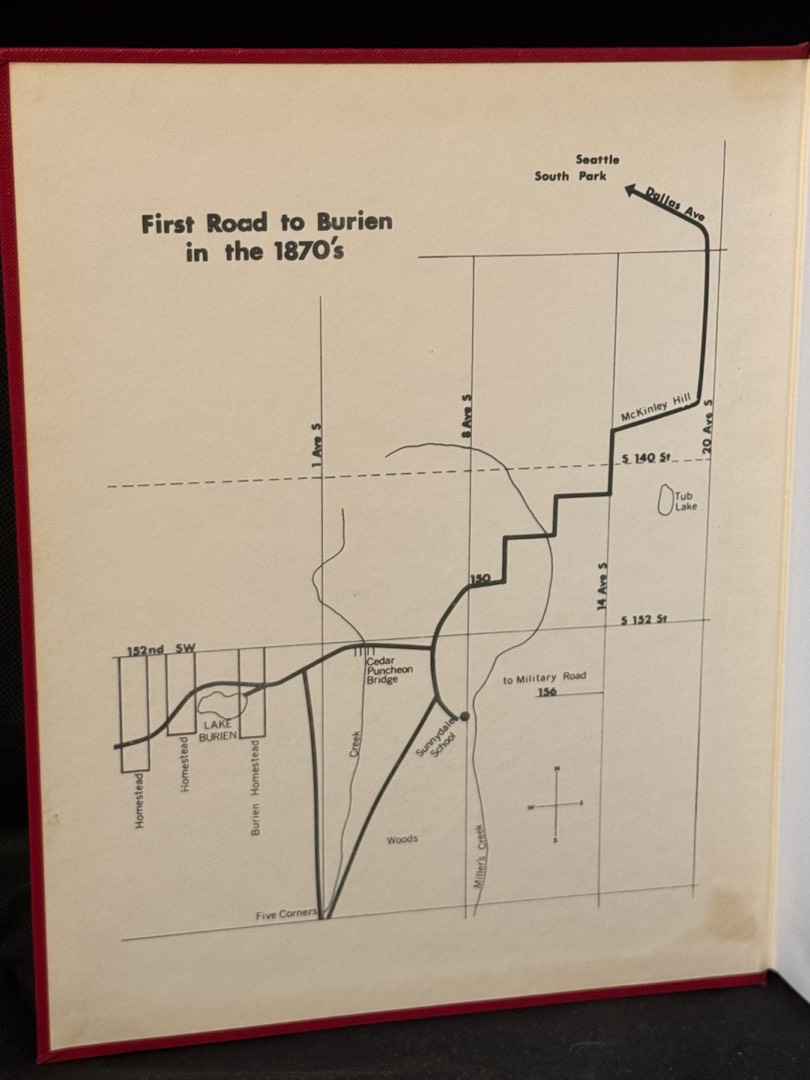 Seattle
South Park
Dallas Ave
First Road to Burien
in the 1870's
McKinley Hill
20 Ave S
8 Ave S
1 Ave S
S 140 St
Tub
Lake
150
14 Ave S
S 152 St
152nd SW
Cedar
Puncheon
Bridge
to Military Road
156
Sunnydale
School
LAKE
BURIEN
Creek
Homestead
Homestead
Burien Homestead
N
W
S
Woods
Miller's Creek
Five Corners